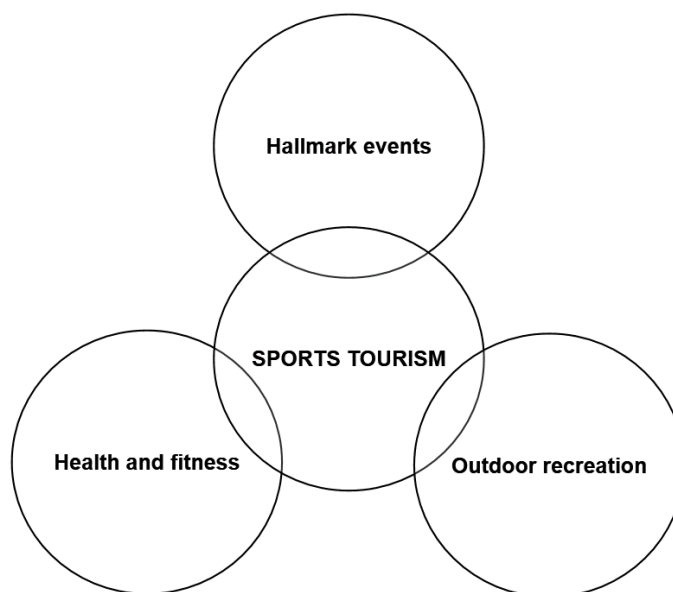 Hallmark events
SPORTS TOURISM
Health and fitness
Outdoor recreation